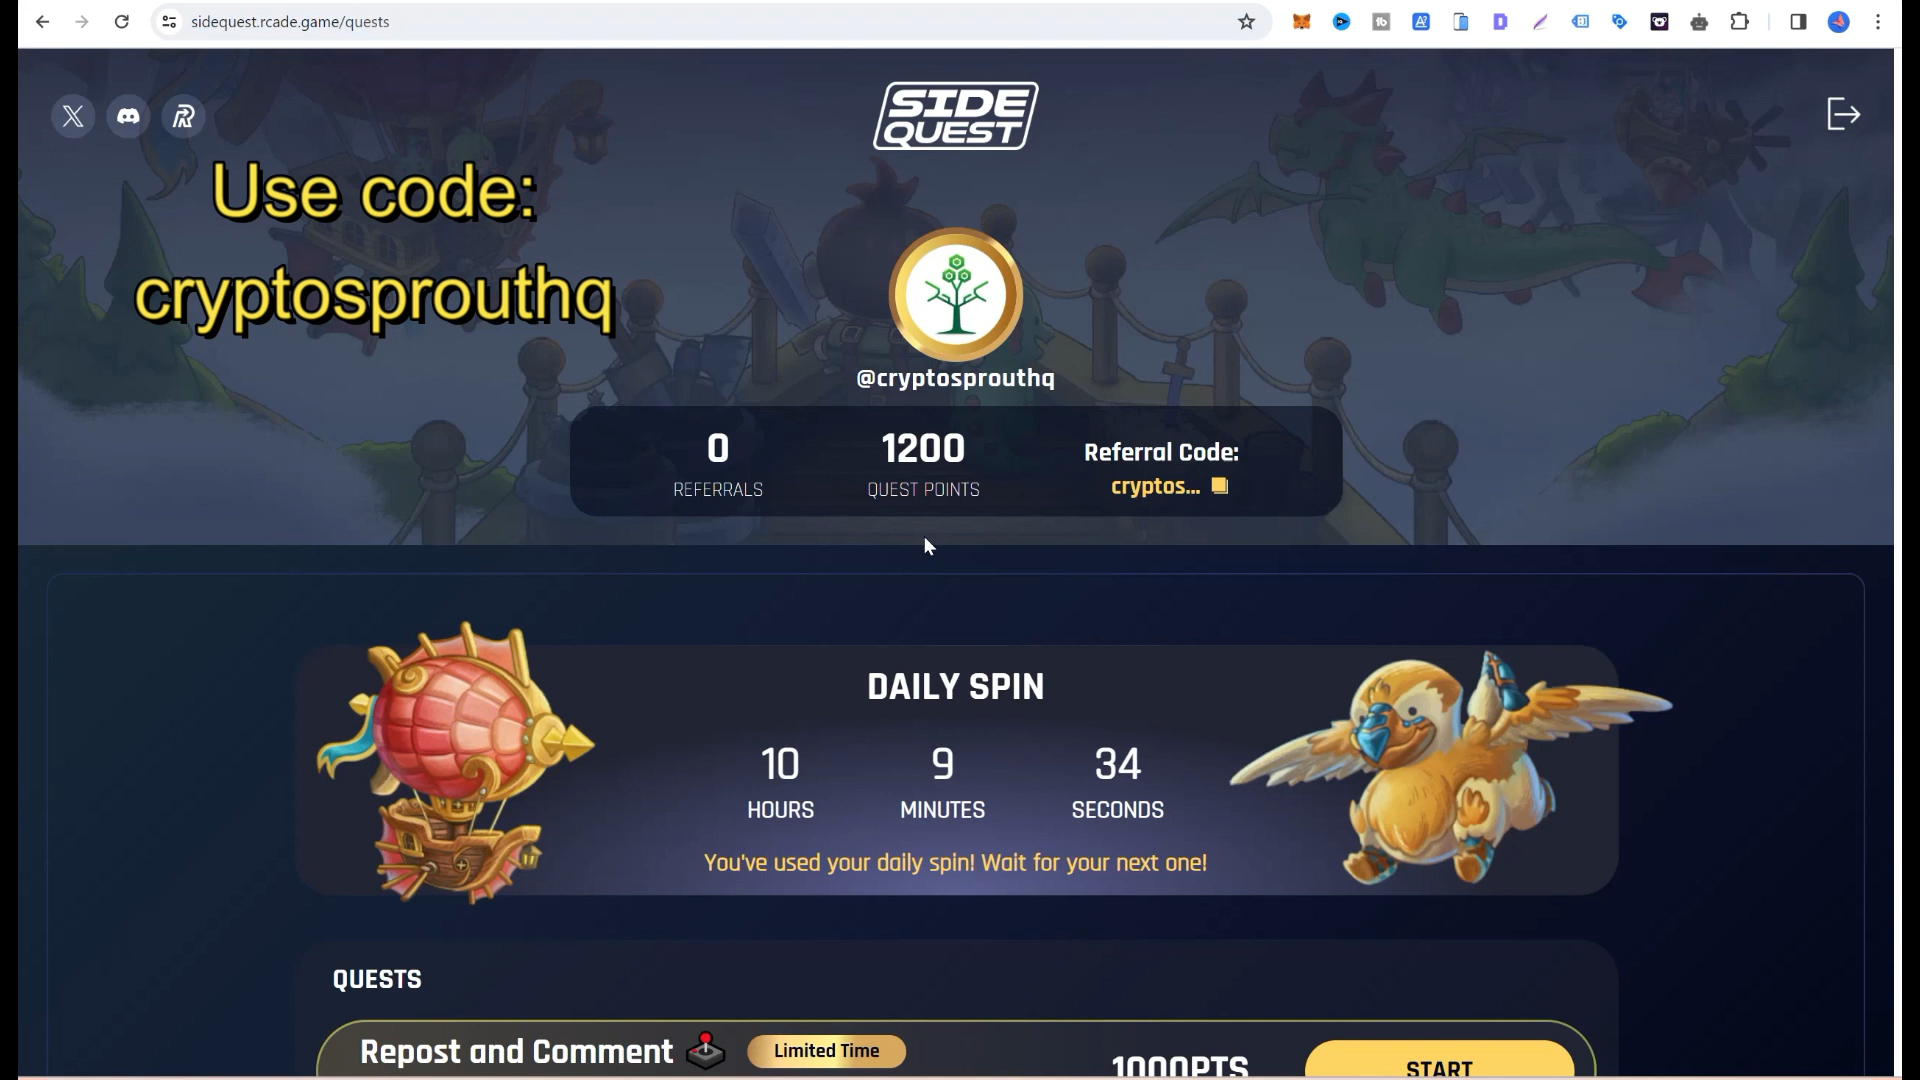 sidequest.rcade.game/quests
SIDE
QUEST
Use code:
cryptosprouthq
@cryptosprouthq
0
REFERRALS
1200
QUEST POINTS
Referral Code:
cryptos...
DAILY SPIN
10
HOURS
9
MINUTES
34
SECONDS
You've used your daily spin! Wait for your next one!
QUESTS
Repost and Comment
Limited Time
1000PTS
START